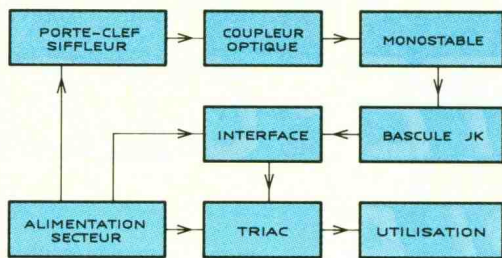 PORTE-CLEF
SIFFLEUR
COUPLEUR
OPTIQUE
MONOSTABLE
INTERFACE
BASCULE JK
ALIMENTATION
SECTEUR
TRIAC
UTILISATION